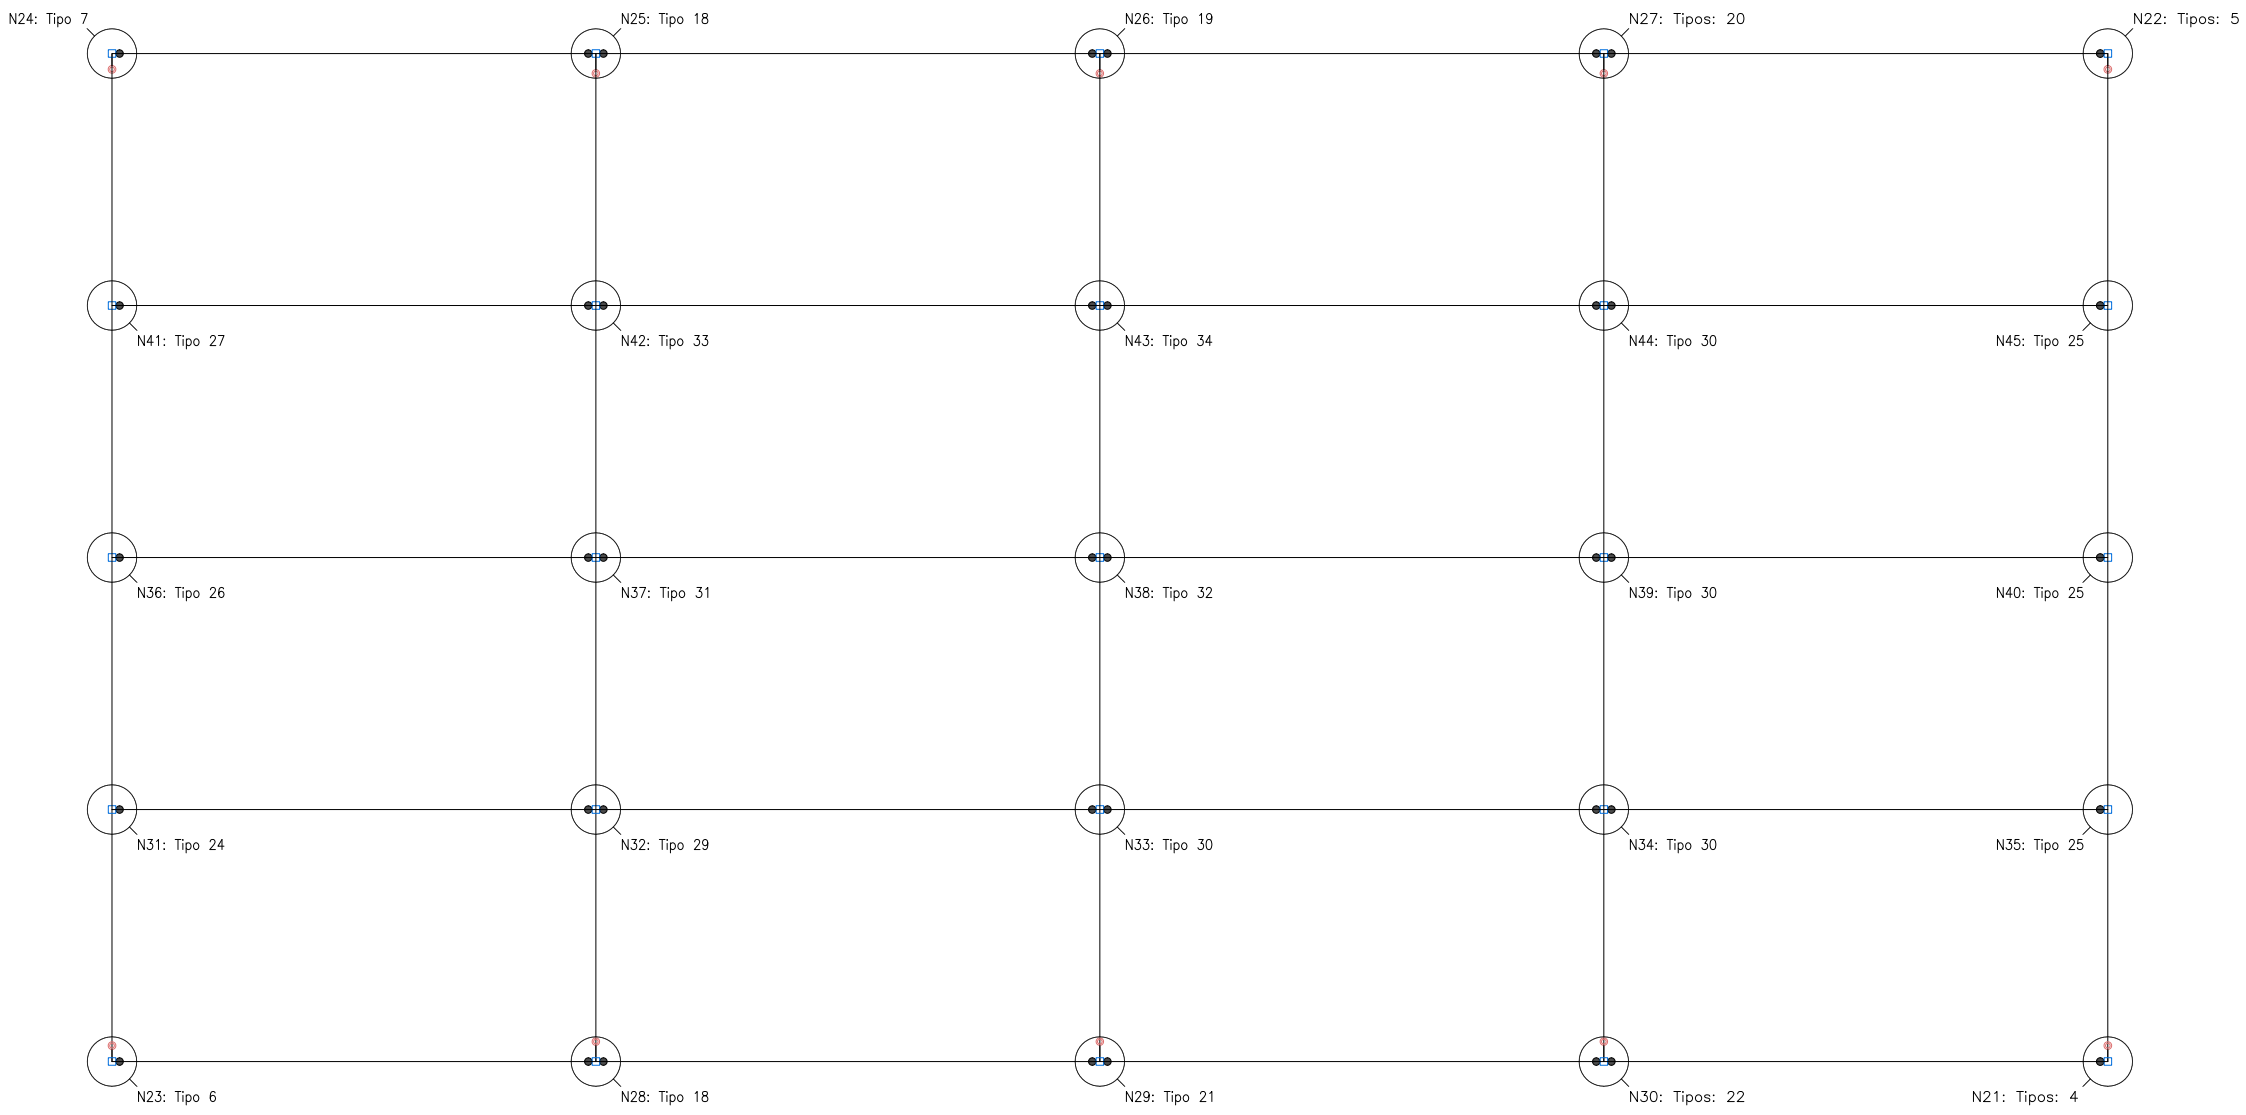 N24: Tipo 7
N25: Tipo 18
N26: Tipo 19
N27: Tipos: 20
N22: Tipos: 5
N41: Tipo 27
N42: Tipo 33
N43: Tipo 34
N44: Tipo 30
N45: Tipo 25
N36: Tipo 26
N37: Tipo 31
N38: Tipo 32
N39: Tipo 30
N40: Tipo 25
N31: Tipo 24
N32: Tipo 29
N33: Tipo 30
N34: Tipo 30
N35: Tipo 25
N23: Tipo 6
N28: Tipo 18
N29: Tipo 21
N30: Tipos: 22
N21: Tipos: 4